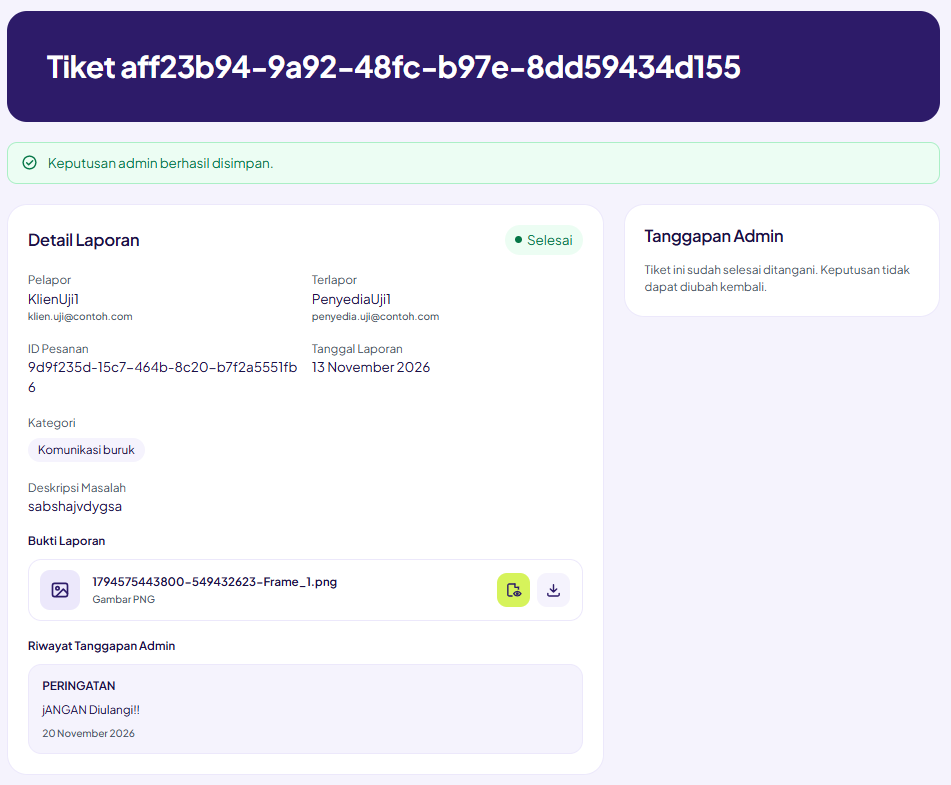 Tiket aff23b94-9a92-48fc-b97e-8dd59434d155
Keputusan admin berhasil disimpan.
Detail Laporan
Selesai
Pelapor
KlienUji1
klien.uji@contoh.com
Terlapor
PenyediaUji1
penyedia.uji@contoh.com
ID Pesanan
9d9f235d-15c7-464b-8c20-b7f2a5551fb
6
Tanggal Laporan
13 November 2026
Kategori
Komunikasi buruk
Deskripsi Masalah
sabshajvdygsa
Bukti Laporan
1794575443800-549432623-Frame_1.png
Gambar PNG
Riwayat Tanggapan Admin
PERINGATAN
jANGAN Diulangi!!
20 November 2026
Tanggapan Admin
Tiket ini sudah selesai ditangani. Keputusan tidak
dapat diubah kembali.